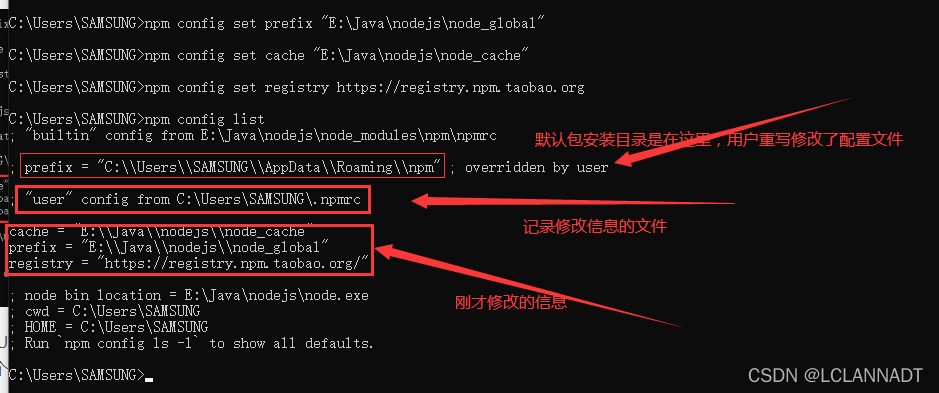 C:\Users\SAMSUNG>npm config set prefix "E:\Java\nodejs\node_global"
C:\Users\SAMSUNG>npm config set cache "E:\Java\nodejs\node_cache"
C:\Users\SAMSUNG>npm config set registry https://registry.npm.taobao.org
C:\Users\SAMSUNG>npm config list
; "builtin" config from E:\Java\nodejs\node_modules\npm\npmrc
默认包安装目录是在这里，用户重写修改了配置文件
; prefix = "C:\\Users\\SAMSUNG\\AppData\\Roaming\\npm" ; overridden by user
; "user" config from C:\Users\SAMSUNG\.npmrc
记录修改信息的文件
cache = "E:\\Java\\nodejs\\node_cache"
prefix = "E:\\Java\\nodejs\\node_global"
registry = "https://registry.npm.taobao.org/"
; node bin location = E:\Java\nodejs\node.exe
刚才修改的信息
; cwd = C:\Users\SAMSUNG
; HOME = C:\Users\SAMSUNG
; Run `npm config ls -l` to show all defaults.
C:\Users\SAMSUNG>
CSDN @LCLANNADT